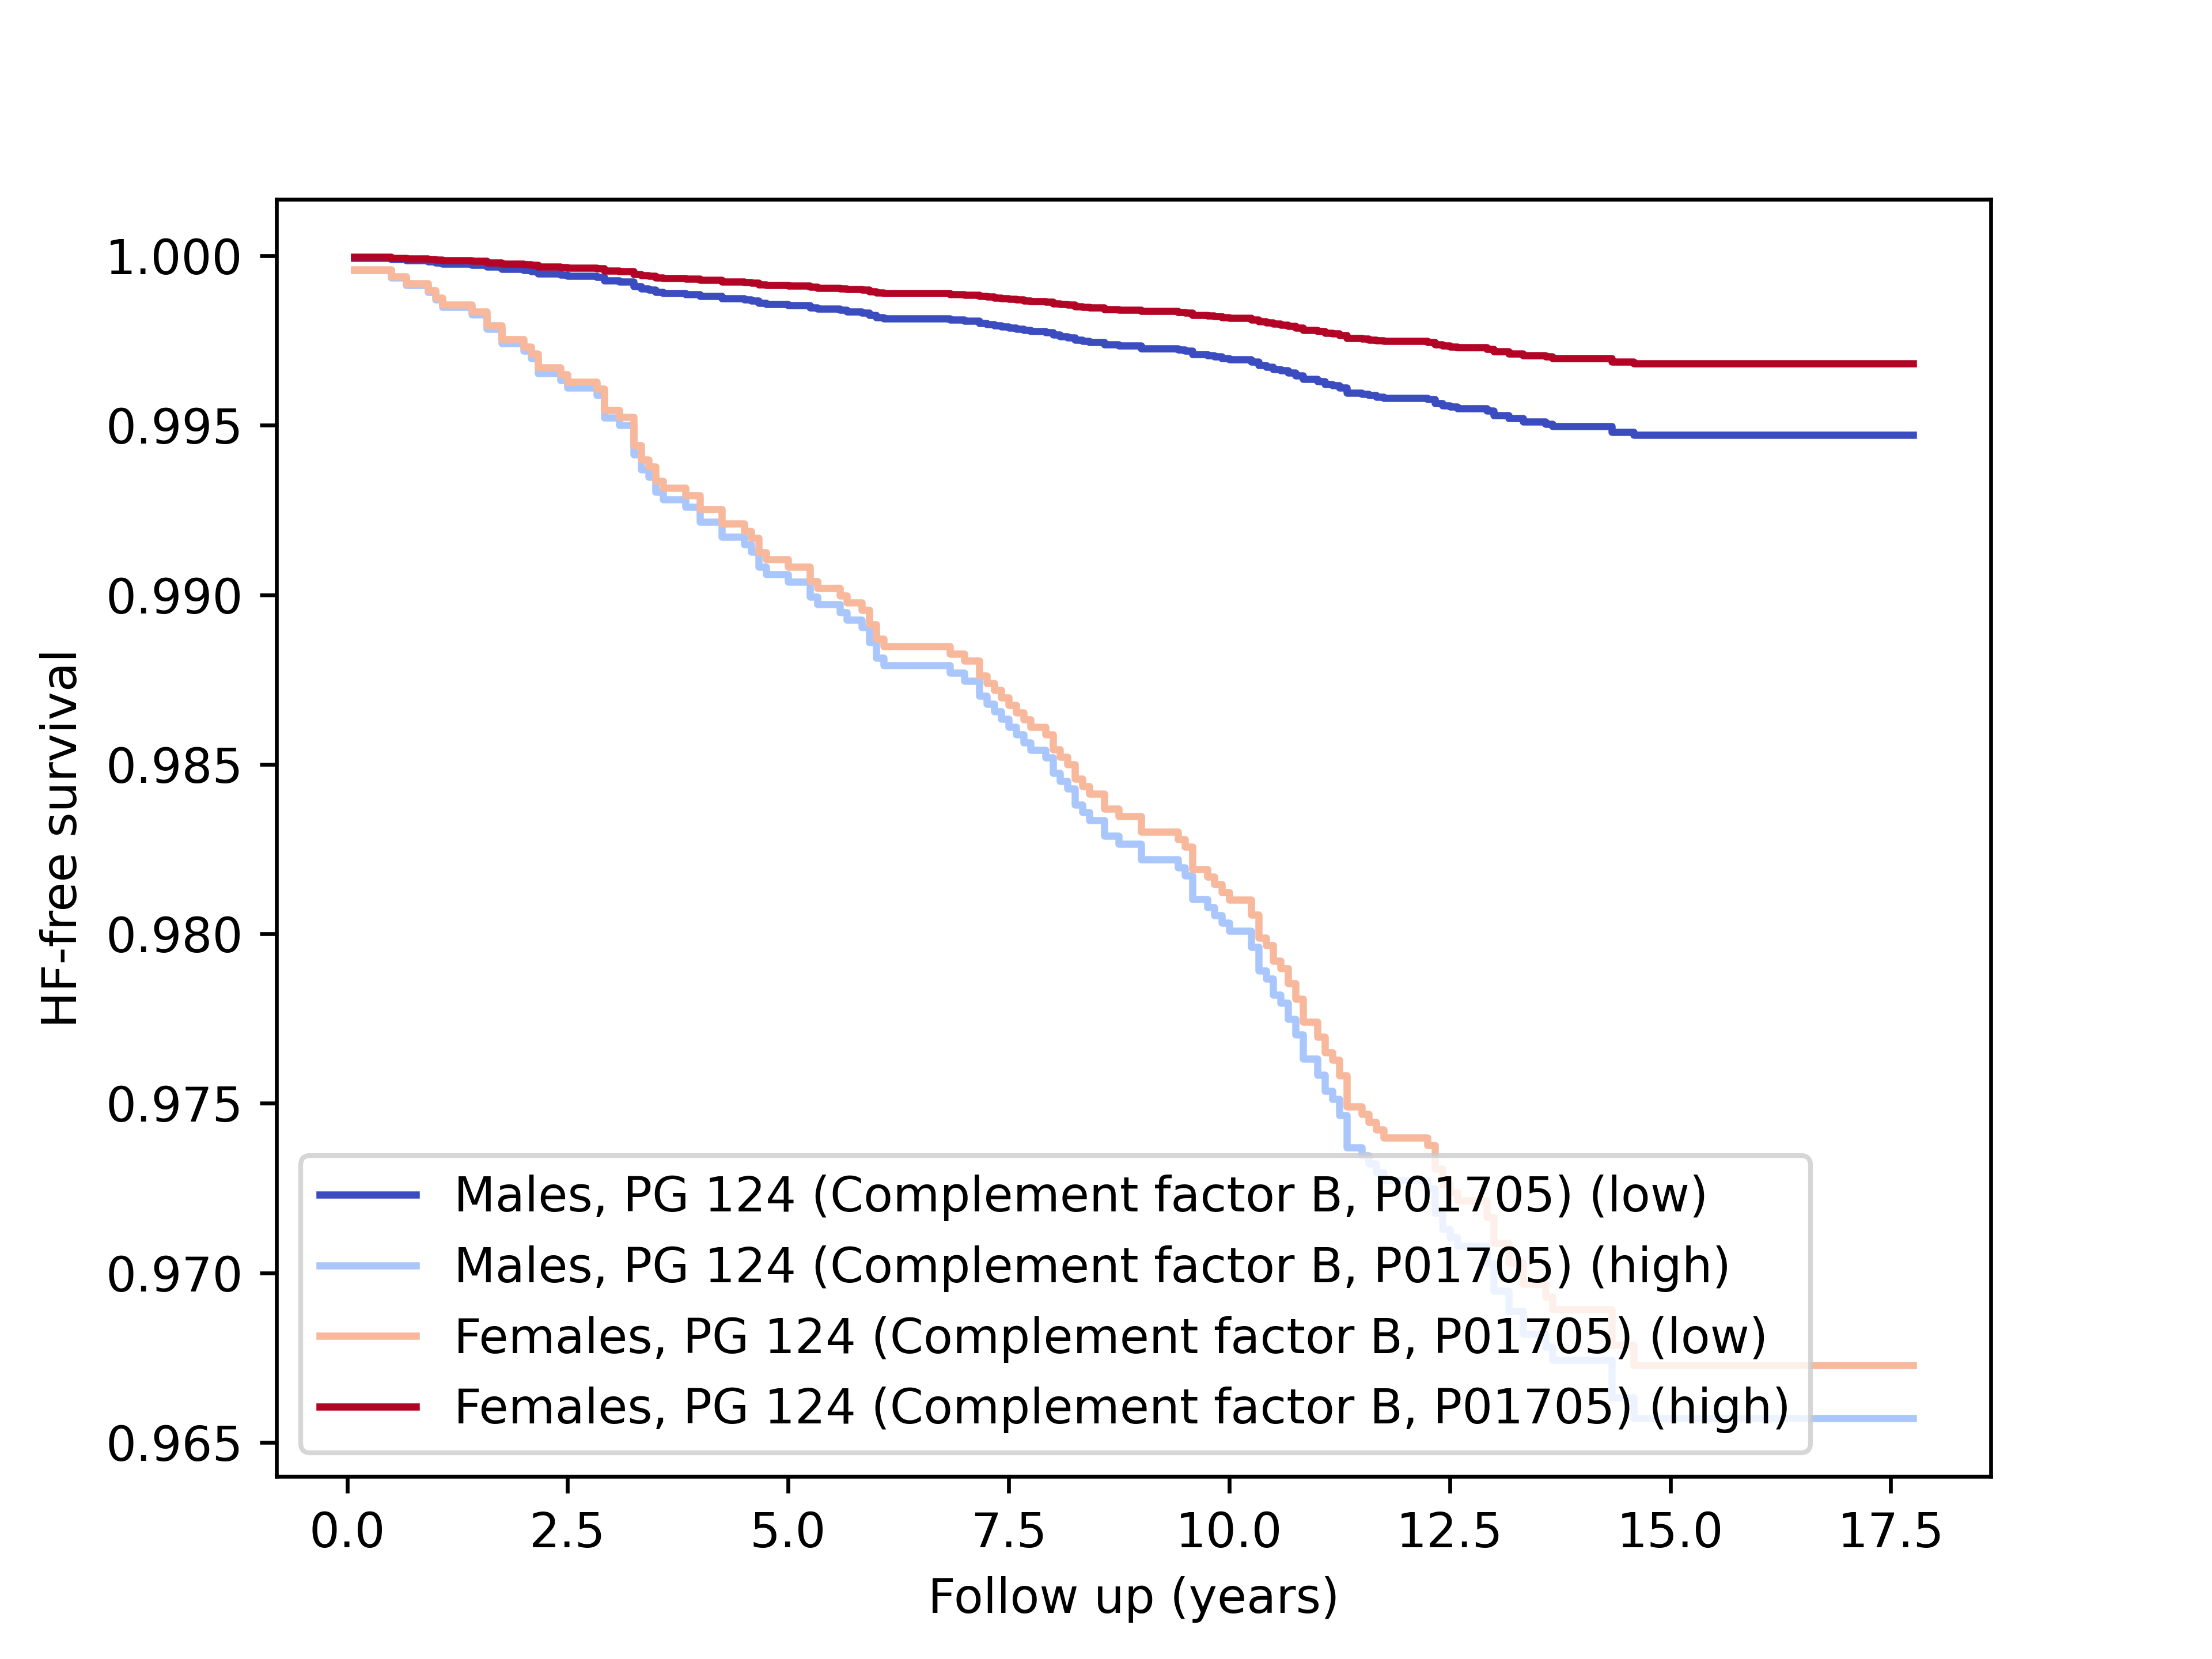 1.000
0.995
0.990
0.985
0.980
0.975
0.970
0.965
HF-free survival
Males, PG 124 (Complement factor B, P01705) (low)
Males, PG 124 (Complement factor B, P01705) (high)
Females, PG 124 (Complement factor B, P01705) (low)
Females, PG 124 (Complement factor B, P01705) (high)
0.0 2.5 5.0 7.5 10.0 12.5 15.0 17.5
Follow up (years)